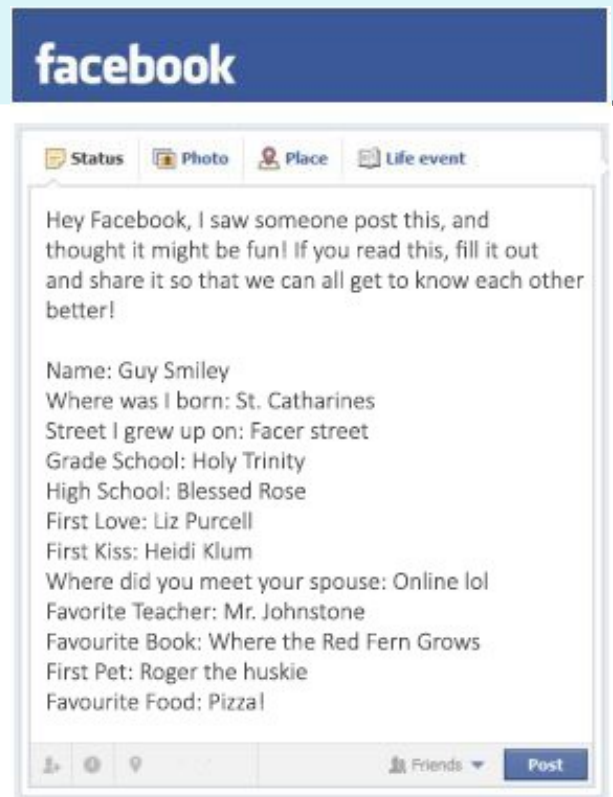 facebook
Status Photo Place Life event
Hey Facebook, I saw someone post this, and
thought it might be fun! If you read this, fill it out
and share it so that we can all get to know each other
better!
Name: Guy Smiley
Where was I born: St. Catharines
Street I grew up on: Facer street
Grade School: Holy Trinity
High School: Blessed Rose
First Love: Liz Purcell
First Kiss: Heidi Klum
Where did you meet your spouse: Online lol
Favorite Teacher: Mr. Johnstone
Favourite Book: Where the Red Fern Grows
First Pet: Roger the huskie
Favourite Food: Pizza!
Friends Post